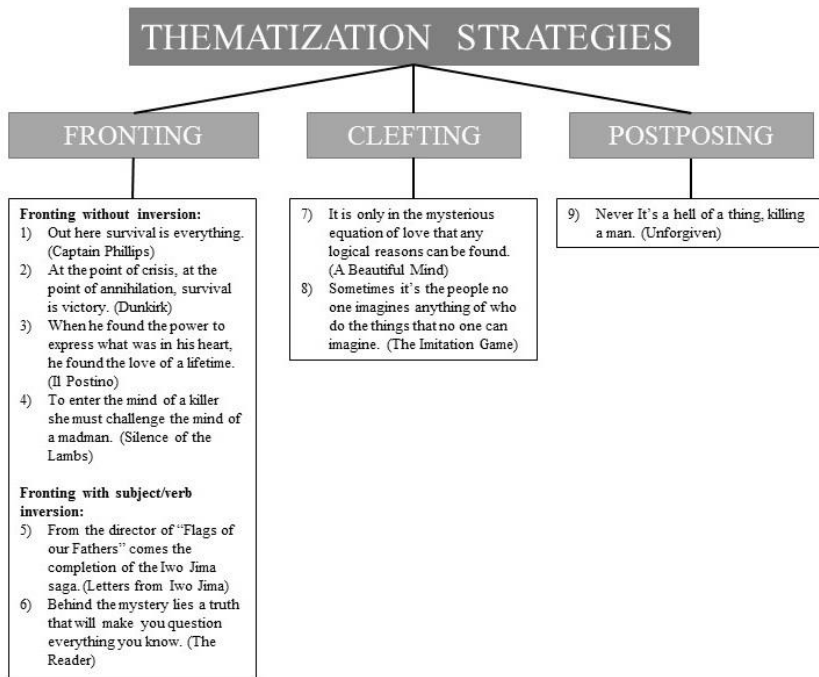 THEMATIZATION STRATEGIES
FRONTING
Fronting without inversion:
1) Out here survival is everything.
(Captain Phillips)
2) At the point of crisis, at the
point of annihilation, survival
is victory. (Dunkirk)
3) When he found the power to
express what was in his heart,
he found the love of a lifetime.
(Il Postino)
4) To enter the mind of a killer
she must challenge the mind of
a madman. (Silence of the
Lambs)
Fronting with subject/verb
inversion:
5) From the director of “Flags of
our Fathers” comes the
completion of the Iwo Jima
saga. (Letters from Iwo Jima)
6) Behind the mystery lies a truth
that will make you question
everything you know. (The
Reader)
CLEFTING
7) It is only in the mysterious
equation of love that any
logical reasons can be found.
(A Beautiful Mind)
8) Sometimes it’s the people no
one imagines anything of who
do the things that no one can
imagine. (The Imitation Game)
POSTPOSING
9) Never It’s a hell of a thing, killing
a man. (Unforgiven)